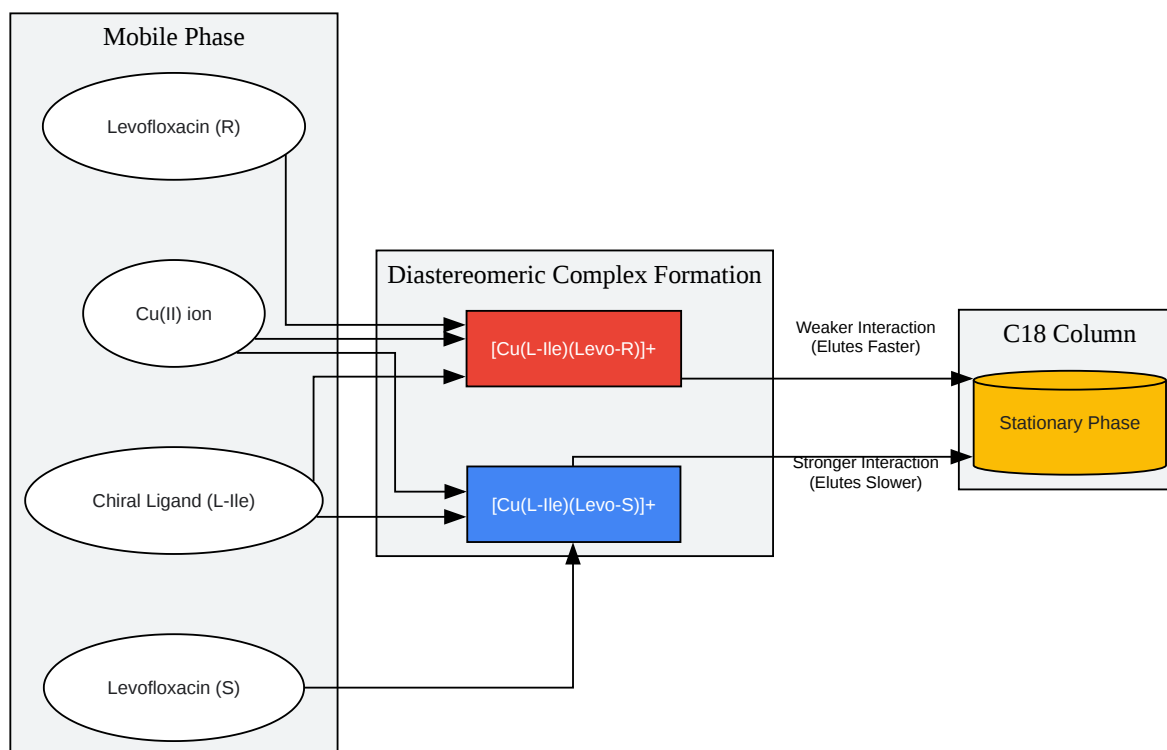 Mobile Phase
Levofloxacin (R)
Cu(II) ion
Chiral Ligand (L-Ile)
Levofloxacin (S)
Diastereomeric Complex Formation
[Cu(L-Ile)(Levo-R)]+
[Cu(L-Ile)(Levo-S)]+
Weaker Interaction
(Elutes Faster)
Stronger Interaction
(Elutes Slower)
C18 Column
Stationary Phase